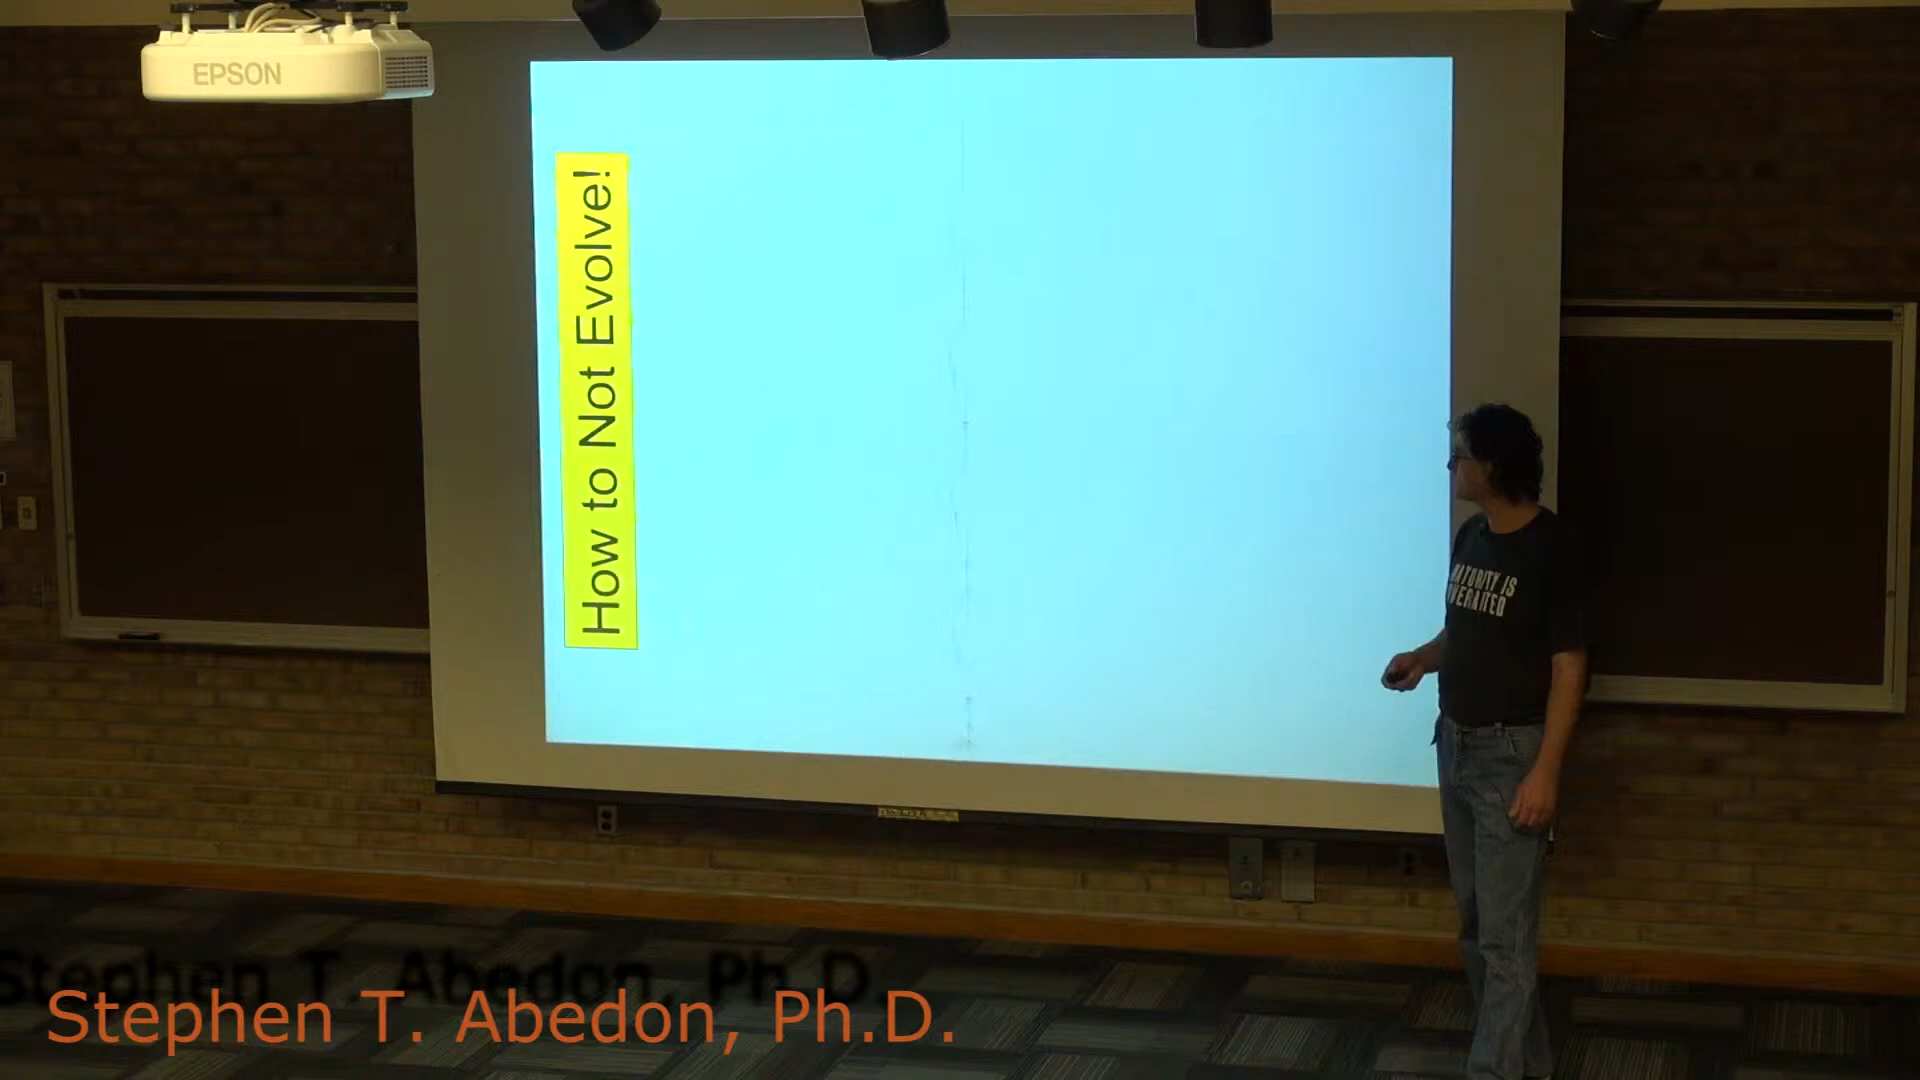 EPSON
How to Not Evolve!
MATURITY IS
OVERRATED
Stephen T. Abedon, Ph.D.